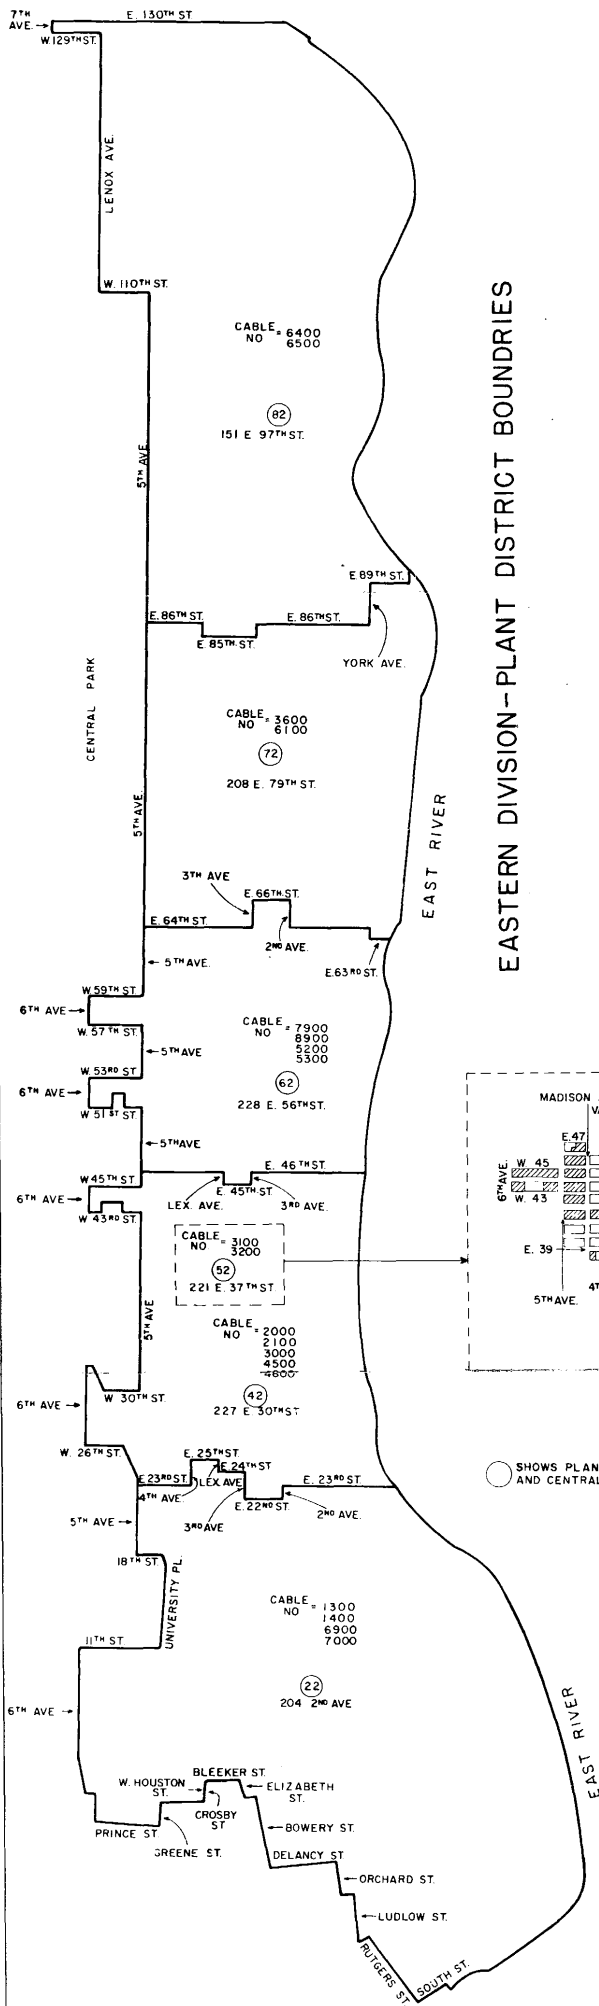 7TH AVE.
E. 130TH ST.
W. 129TH ST.
LENOX AVE.
W. 110TH ST.
CABLE NO = 6400
6500
82
151 E 97TH ST.
5TH AVE.
EASTERN DIVISION-PLANT DISTRICT BOUNDRIES
E. 89TH ST.
E. 86TH ST.
E. 86TH ST.
E. 85TH ST.
YORK AVE.
CENTRAL PARK
CABLE NO = 3600
6100
72
208 E. 79TH ST.
5TH AVE.
EAST RIVER
3TH AVE
E. 66TH ST.
E. 64TH ST.
2ND AVE.
E. 63RD ST.
5TH AVE.
W. 59TH ST.
6TH AVE
W. 57TH ST.
5TH AVE
CABLE NO = 7900
8900
5200
5300
W. 53RD ST.
6TH AVE
W. 51ST ST.
62
228 E. 56TH ST.
5TH AVE
E. 46TH ST.
W. 45TH ST.
E. 45TH ST.
6TH AVE
LEX. AVE.
3RD AVE.
W. 43RD ST.
CABLE NO = 3100
3200
52
221 E. 37TH ST.
MADISON
VA
E. 47
W. 45
6TH AVE.
W. 43
E. 39
5TH AVE.
4T
5TH AVE
CABLE NO = 2000
2100
3000
4500
4600
42
227 E. 30TH ST
W. 30TH ST.
6TH AVE
W. 26TH ST.
E. 25TH ST.
E. 24TH ST
E. 23RD ST.
E. 23RD ST.
4TH AVE.
LEX. AVE
E. 22ND ST.
3RD AVE
2ND AVE.
SHOWS PLAN
AND CENTRAL
5TH AVE
18TH ST.
UNIVERSITY PL.
CABLE NO = 1300
1400
6900
7000
11TH ST.
22
204 2ND AVE
6TH AVE
EAST RIVER
BLEEKER ST.
W. HOUSTON ST.
ELIZABETH ST.
CROSBY ST
BOWERY ST.
PRINCE ST.
GREENE ST.
DELANCY ST
ORCHARD ST.
LUDLOW ST.
RUTGERS ST
SOUTH ST.